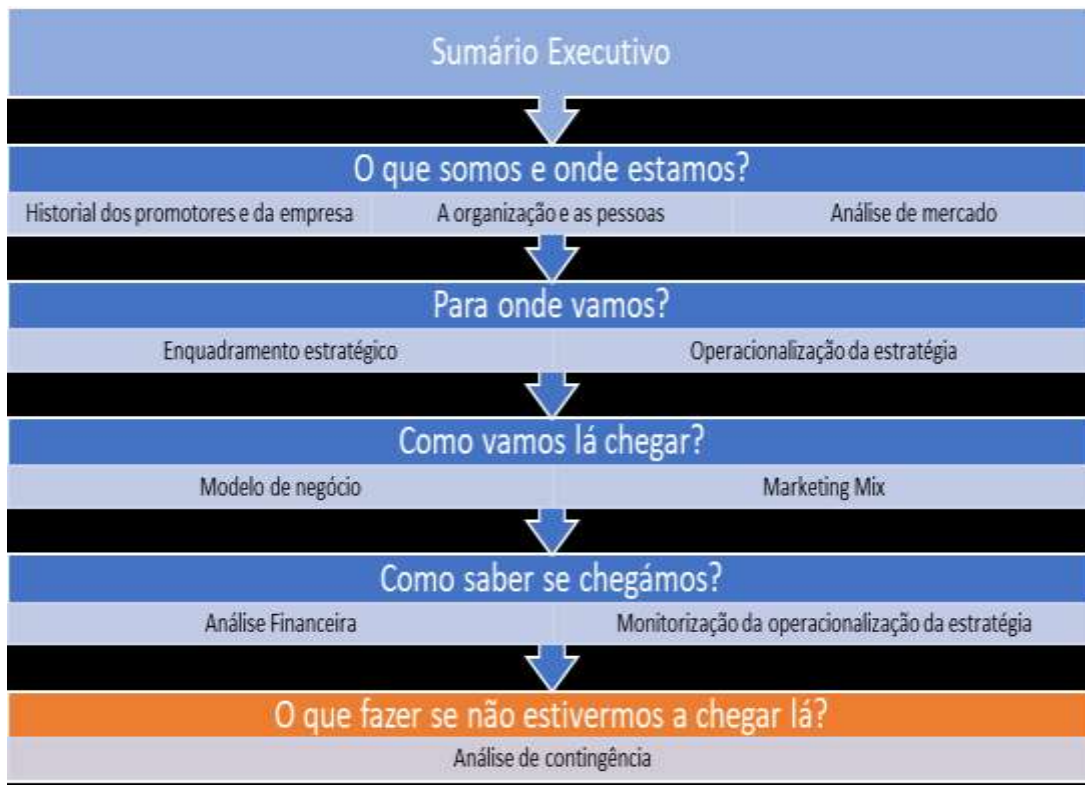 Sumário Executivo
O que somos e onde estamos?
Historial dos promotores e da empresa
A organização e as pessoas
Análise de mercado
Para onde vamos?
Enquadramento estratégico
Operacionalização da estratégia
Como vamos lá chegar?
Modelo de negócio
Marketing Mix
Como saber se chegámos?
Análise Financeira
Monitorização da operacionalização da estratégia
O que fazer se não estivermos a chegar lá?
Análise de contingência